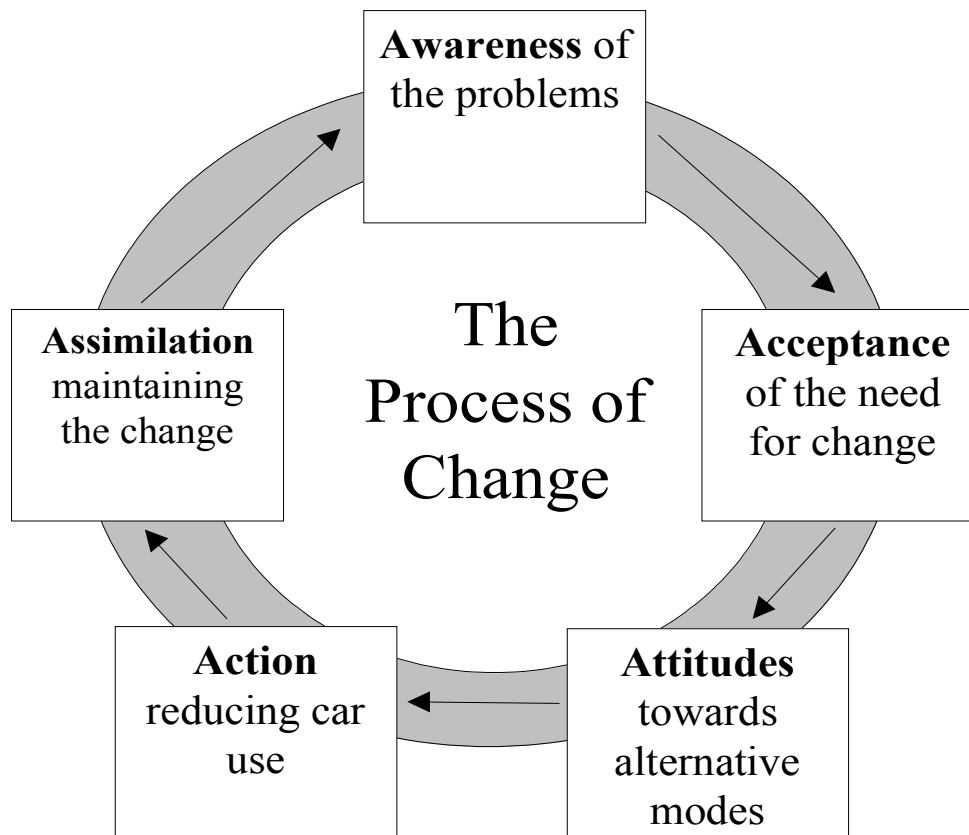 Awareness of
the problems
The
Process of
Change
Acceptance
of the need
for change
Attitudes
towards
alternative
modes
Action
reducing car
use
Assimilation
maintaining
the change